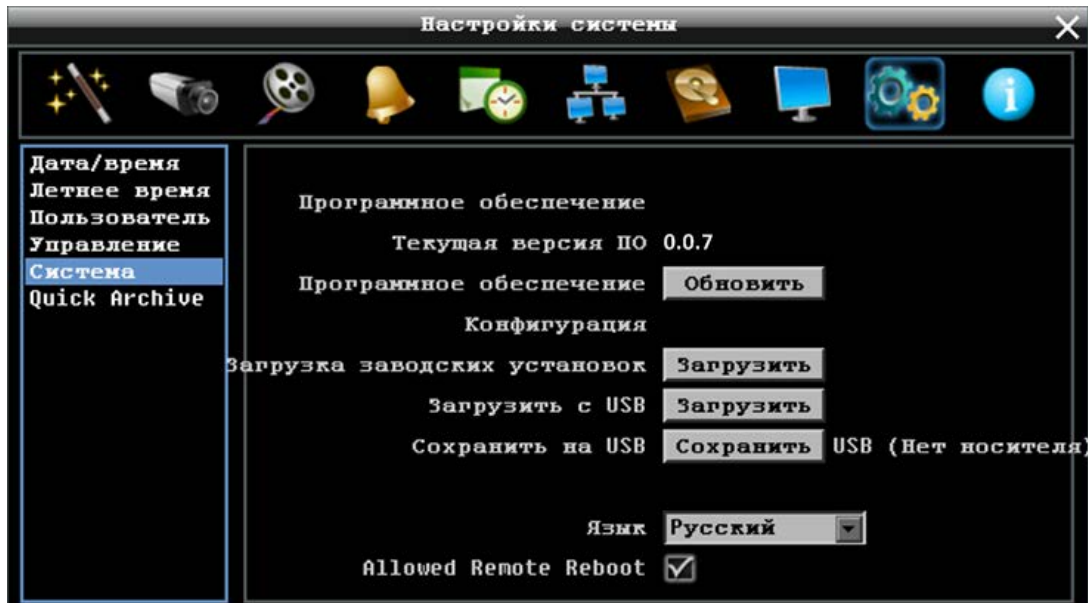 Настройки системы
Дата/время
Летнее время
Пользователь
Управление
Система
Quick Archive
Программное обеспечение
Текущая версия ПО 0.0.7
Программное обеспечение Обновить
Конфигурация
Загрузка заводских установок Загрузить
Загрузить с USB Загрузить
Сохранить на USB Сохранить USB (Нет носителя)
Язык Русский
Allowed Remote Reboot